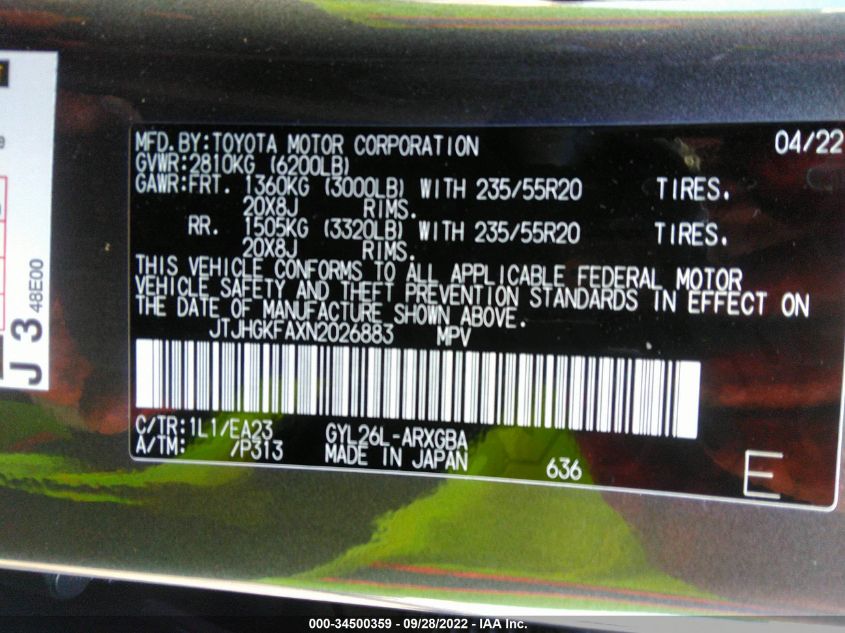 MFD.BY:TOYOTA MOTOR CORPORATION 04/22
GVWR:2810KG (6200LB)
GAWR:FRT. 1360KG (3000LB) WITH 235/55R20 TIRES.
20X8J RIMS.
RR. 1505KG (3320LB) WITH 235/55R20 TIRES.
20X8J RIMS.
THIS VEHICLE CONFORMS TO ALL APPLICABLE FEDERAL MOTOR
VEHICLE SAFETY AND THEFT PREVENTION STANDARDS IN EFFECT ON
THE DATE OF MANUFACTURE SHOWN ABOVE.
JTJHGKFAXN2026883 MPV
C/TR:1L1/EA23 GYL26L-ARXGBA
A/TM: /P313 MADE IN JAPAN 636 E
J 3
48E00
000-34500359 - 09/28/2022 - IAA Inc.